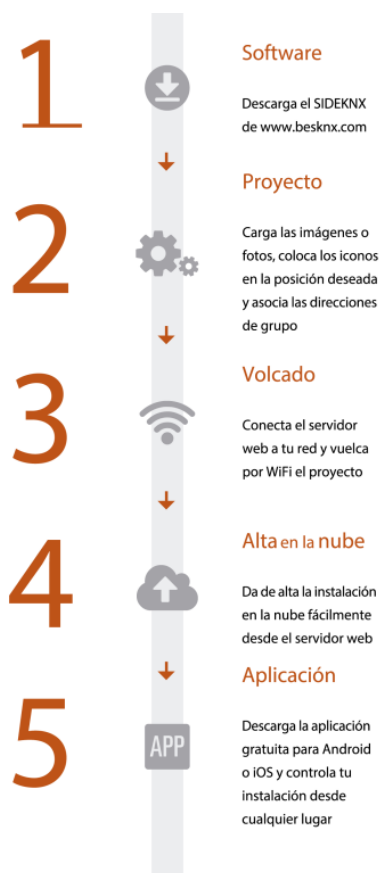 1
Software
Descarga el SIDEKNX
de www.besknx.com
2
Proyecto
Carga las imágenes o
fotos, coloca los iconos
en la posición deseada
y asocia las direcciones
de grupo
3
Volcado
Conecta el servidor
web a tu red y vuelca
por WiFi el proyecto
4
Alta en la nube
Da de alta la instalación
en la nube fácilmente
desde el servidor web
5
APP
Aplicación
Descarga la aplicación
gratuita para Android
o iOS y controla tu
instalación desde
cualquier lugar